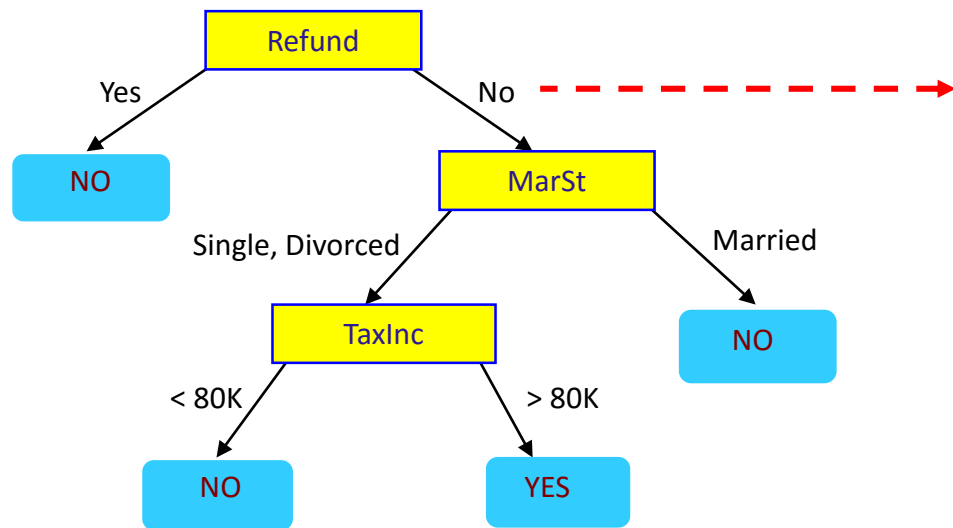 Refund
Yes
No
NO
MarSt
Single, Divorced
Married
TaxInc
NO
< 80K
> 80K
NO
YES